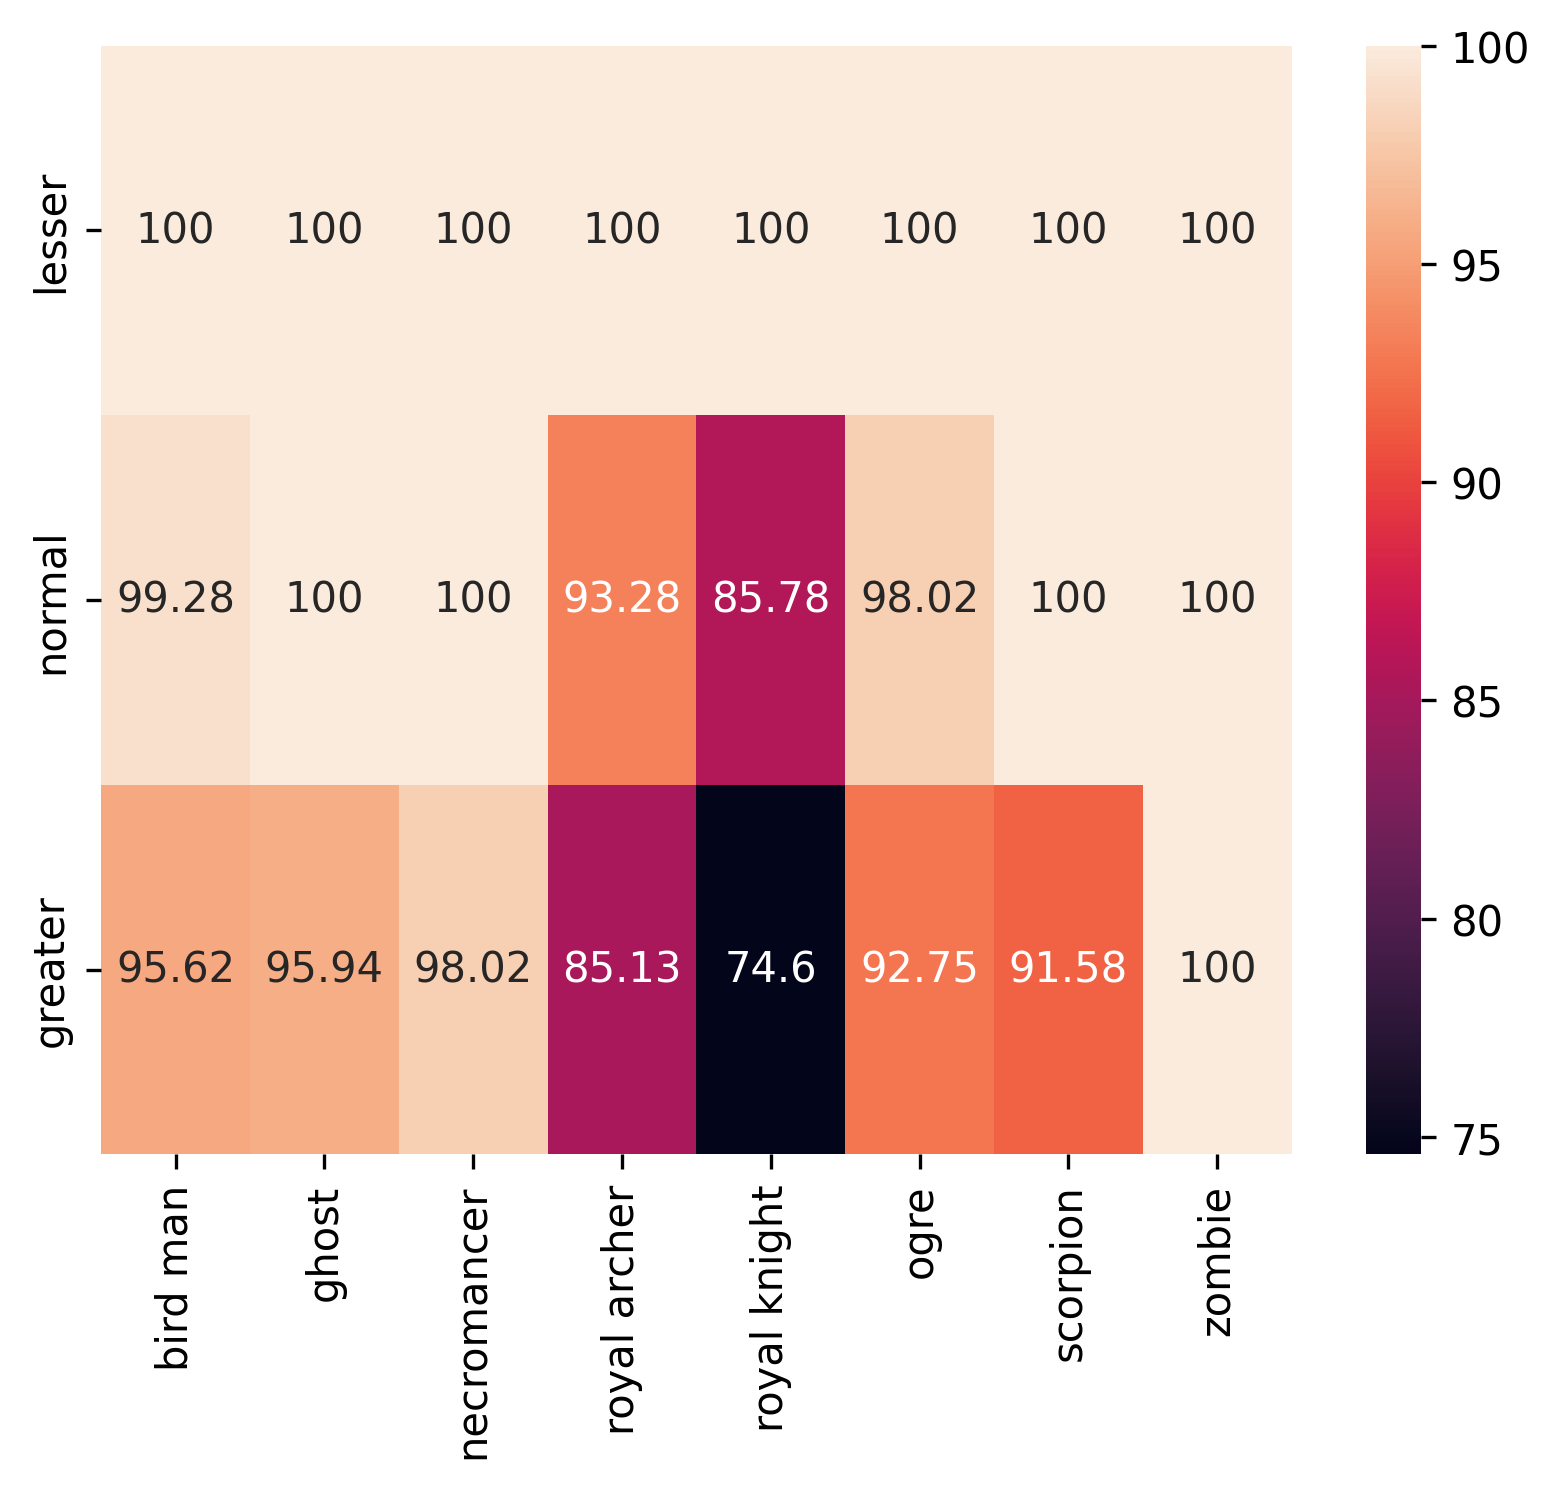 100
lesser 100 100 100 100 100 100 100 100
95
90
normal 99.28 100 100 93.28 85.78 98.02 100 100
85
80
greater 95.62 95.94 98.02 85.13 74.6 92.75 91.58 100
75
bird man ghost necromancer royal archer royal knight ogre scorpion zombie